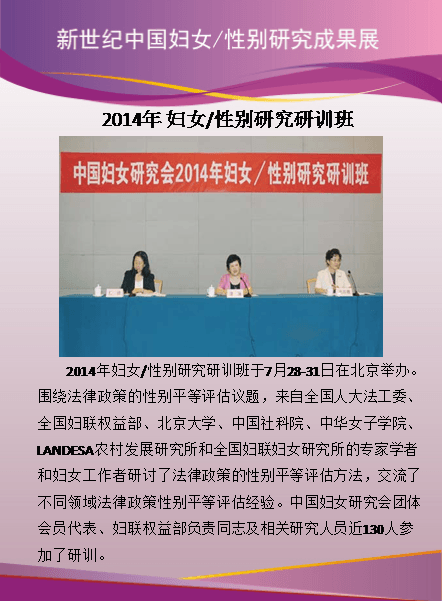 新世纪中国妇女/性别研究成果展
2014年 妇女/性别研究研训班
中国妇女研究会2014年妇女/性别研究研训班
2014年妇女/性别研究研训班于7月28-31日在北京举办。
围绕法律政策的性别平等评估议题，来自全国人大法工委、
全国妇联权益部、北京大学、中国社科院、中华女子学院、
LANDESA农村发展研究所和全国妇联妇女研究所的专家学者
和妇女工作者研讨了法律政策的性别平等评估方法，交流了
不同领域法律政策性别平等评估经验。中国妇女研究会团体
会员代表、妇联权益部负责同志及相关研究人员近130人参
加了研训。